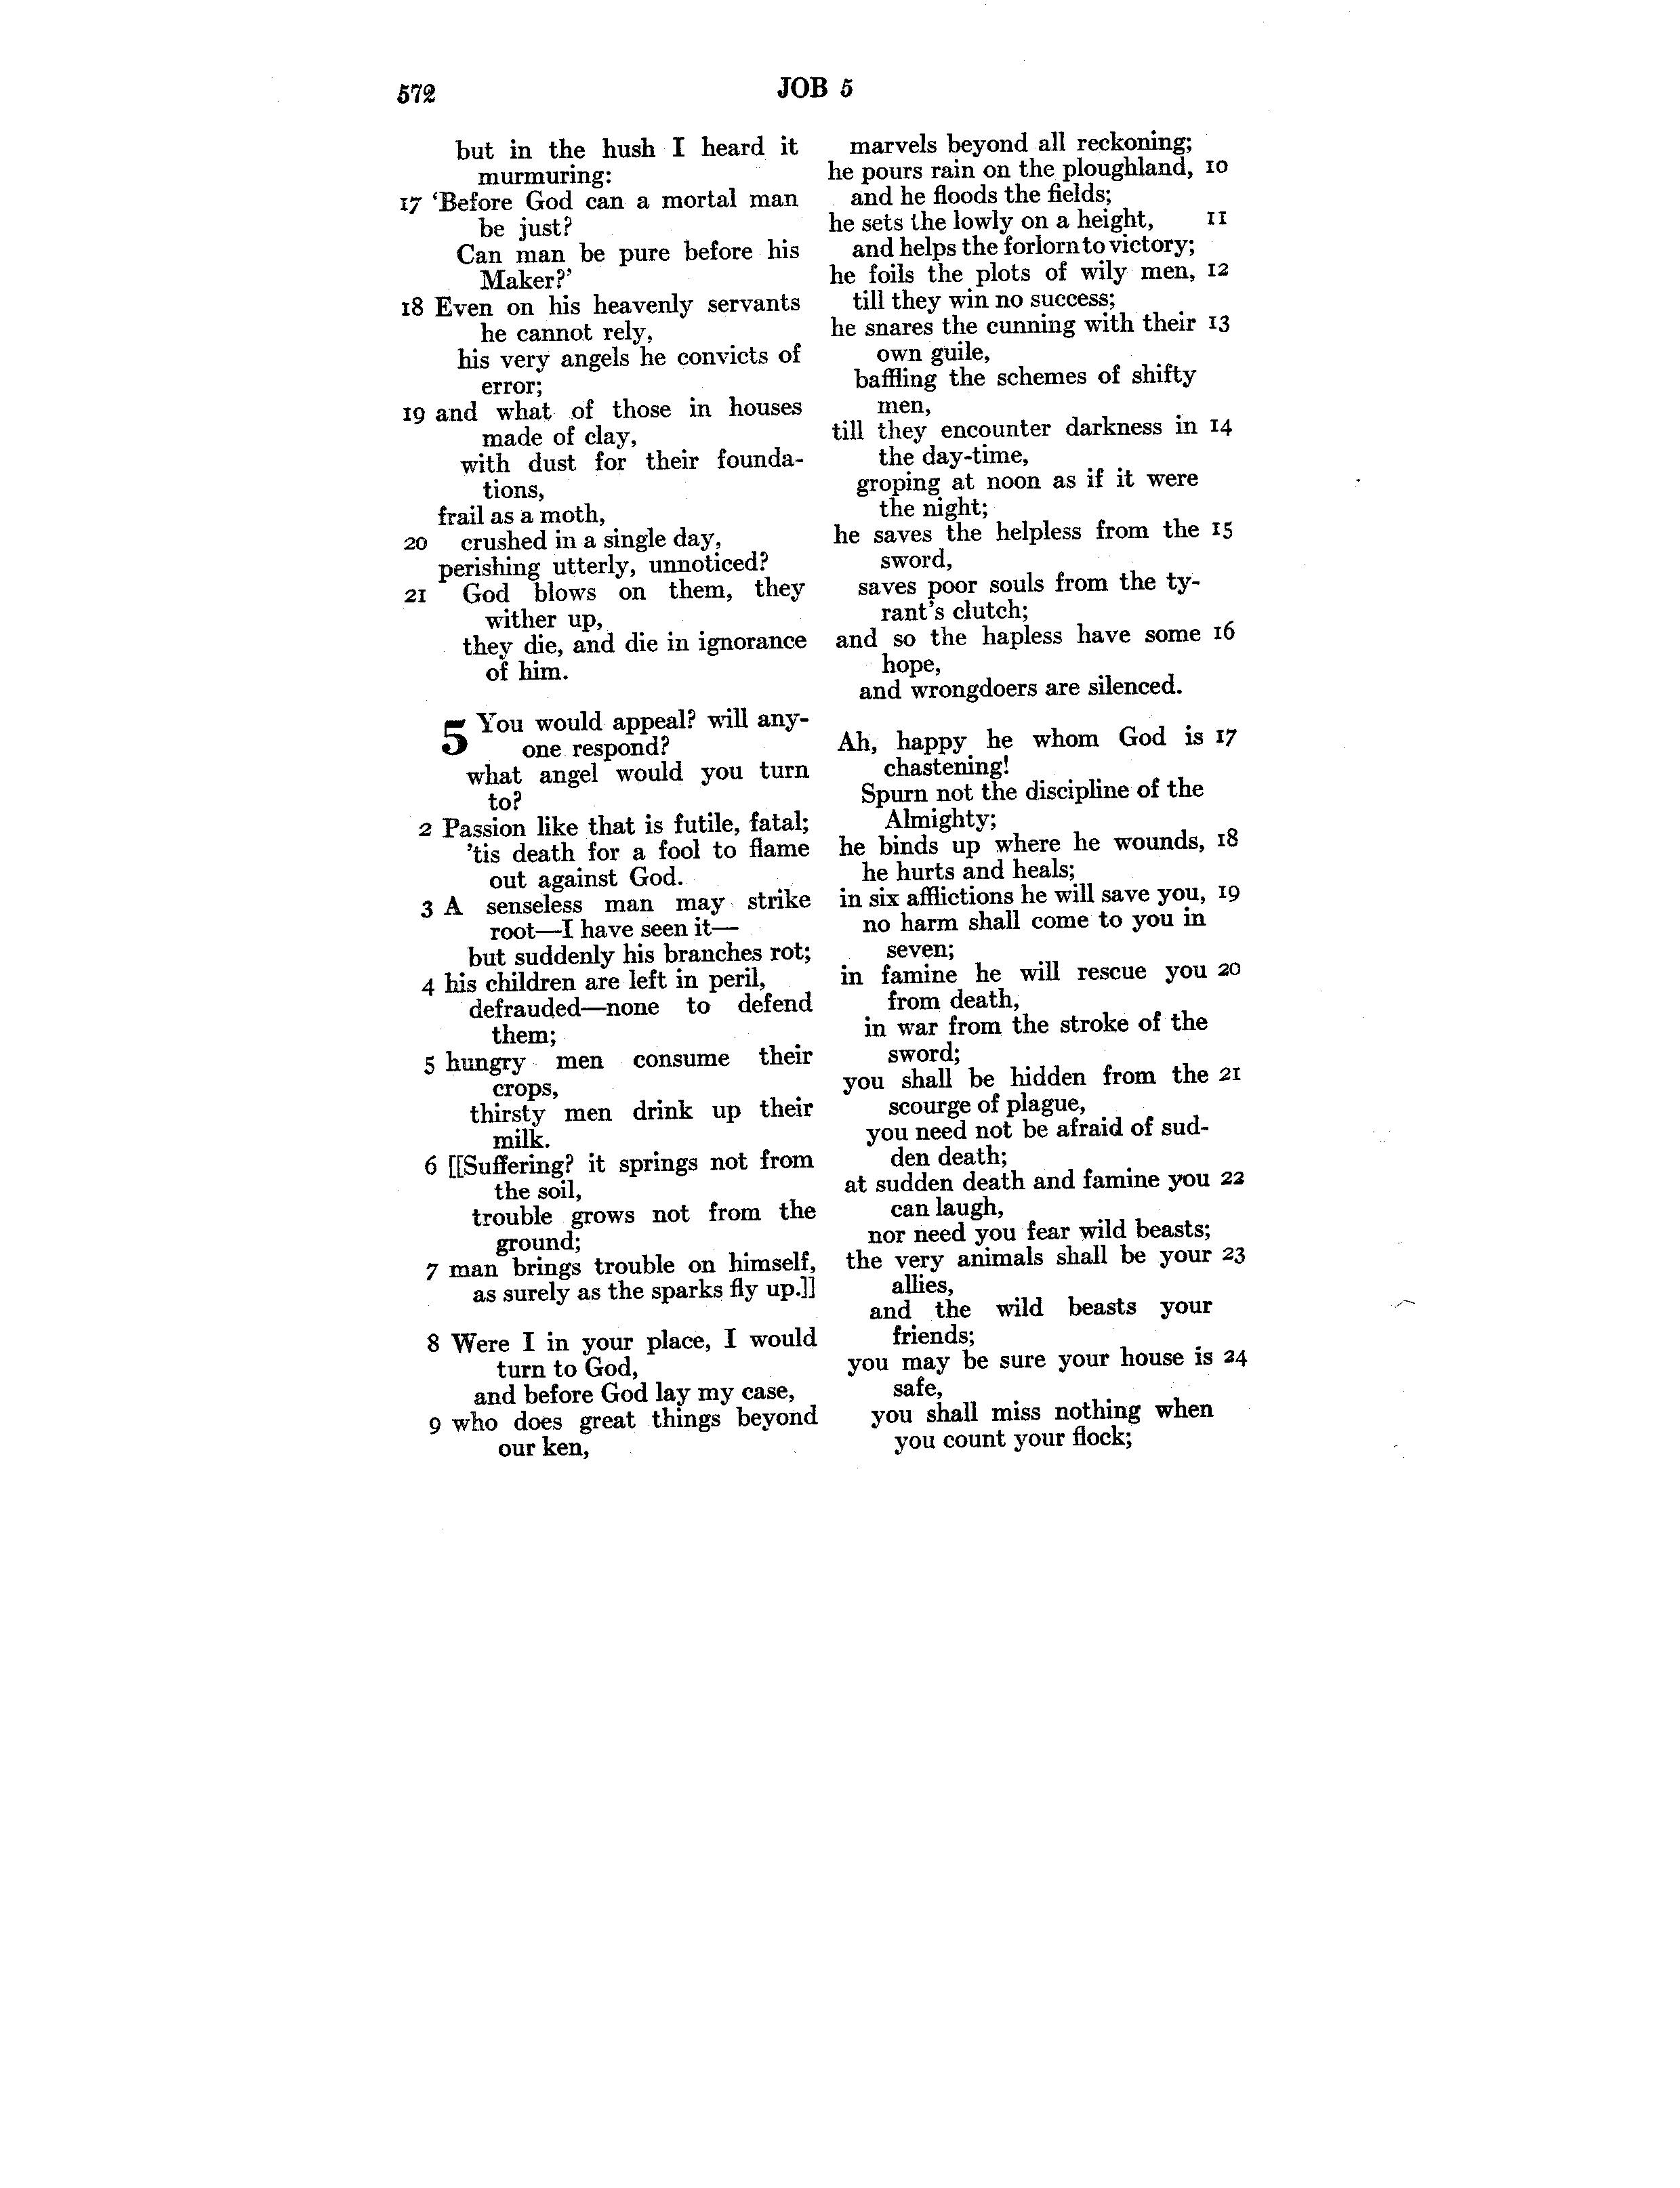 572
JOB 5
but in the hush I heard it
murmuring:
17 ‘Before God can a mortal man
be just?
Can man be pure before his
Maker?’
18 Even on his heavenly servants
he cannot rely,
his very angels he convicts of
error;
19 and what of those in houses
made of clay,
with dust for their founda-
tions,
frail as a moth,
20 crushed in a single day,
perishing utterly, unnoticed?
21 God blows on them, they
wither up,
they die, and die in ignorance
of him.
5 You would appeal? will any-
one respond?
what angel would you turn
to?
2 Passion like that is futile, fatal;
’tis death for a fool to flame
out against God.
3 A senseless man may strike
root—I have seen it—
but suddenly his branches rot;
4 his children are left in peril,
defrauded—none to defend
them;
5 hungry men consume their
crops,
thirsty men drink up their
milk.
6 [[Suffering? it springs not from
the soil,
trouble grows not from the
ground;
7 man brings trouble on himself,
as surely as the sparks fly up.]]
8 Were I in your place, I would
turn to God,
and before God lay my case,
9 who does great things beyond
our ken,
marvels beyond all reckoning;
he pours rain on the ploughland, 10
and he floods the fields;
he sets the lowly on a height, 11
and helps the forlorn to victory;
he foils the plots of wily men, 12
till they win no success;
he snares the cunning with their 13
own guile,
baffling the schemes of shifty
men,
till they encounter darkness in 14
the day-time,
groping at noon as if it were
the night;
he saves the helpless from the 15
sword,
saves poor souls from the ty-
rant’s clutch;
and so the hapless have some 16
hope,
and wrongdoers are silenced.
Ah, happy he whom God is 17
chastening!
Spurn not the discipline of the
Almighty;
he binds up where he wounds, 18
he hurts and heals;
in six afflictions he will save you, 19
no harm shall come to you in
seven;
in famine he will rescue you 20
from death,
in war from the stroke of the
sword;
you shall be hidden from the 21
scourge of plague,
you need not be afraid of sud-
den death;
at sudden death and famine you 22
can laugh,
nor need you fear wild beasts;
the very animals shall be your 23
allies,
and the wild beasts your
friends;
you may be sure your house is 24
safe,
you shall miss nothing when
you count your flock;